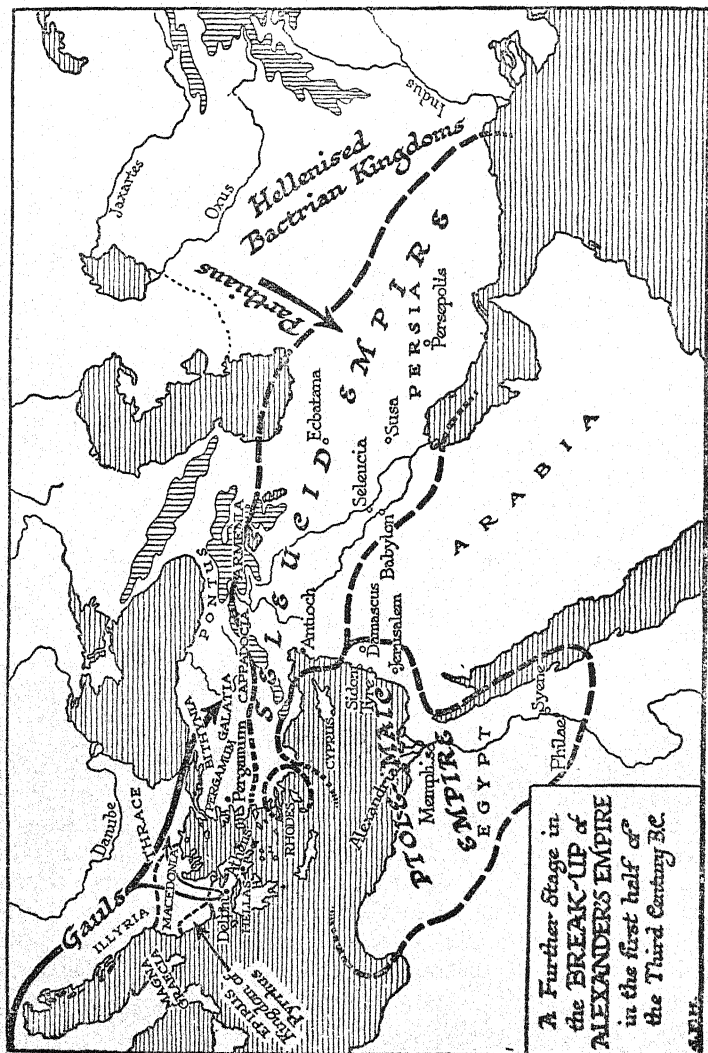 A Further Stage in
the BREAK-UP of
ALEXANDER'S EMPIRE
in the first half of
the Third Century B.C.
Gauls
Danube
ILLYRIA
THRACE
MACEDONIA
MAGNA
GRAECIA
EPIRUS
Kingdom of
Pyrrhus
Delphi
HELLAS
Athens
BITHYNIA
PERGAMUM
Pergamum
GALATIA
CAPPADOCIA
PONTUS
ARMENIA
RHODES
CYPRUS
Antioch
SELEUCID EMPIRE
Sidon
Tyre
Damascus
Jerusalem
Babylon
Seleucia
Ecbatana
Susa
PERSIA
Persepolis
Parthians
Jaxartes
Oxus
Indus
Hellenised
Bactrian Kingdoms
PTOLEMAIC
EMPIRE
Alexandria
Memphis
EGYPT
Syene
Philae
ARABIA